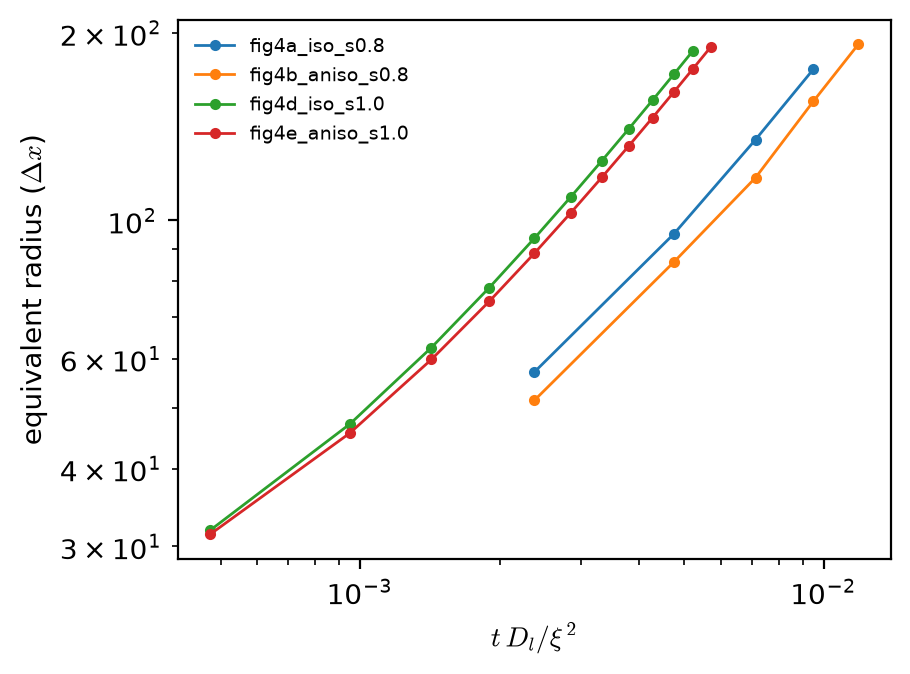 fig4a_iso_s0.8
fig4b_aniso_s0.8
fig4d_iso_s1.0
fig4e_aniso_s1.0
equivalent radius (Δx)
2 × 10²
10²
6 × 10¹
4 × 10¹
3 × 10¹
10⁻³
10⁻²
t Dₗ/ξ²